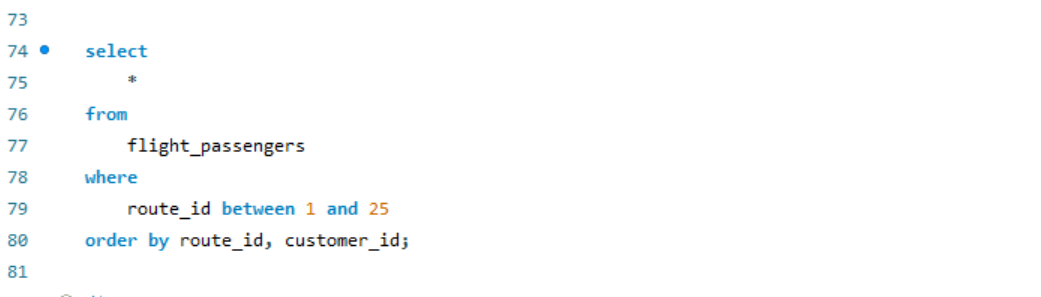 73
74 select
75 *
76 from
77 flight_passengers
78 where
79 route_id between 1 and 25
80 order by route_id, customer_id;
81